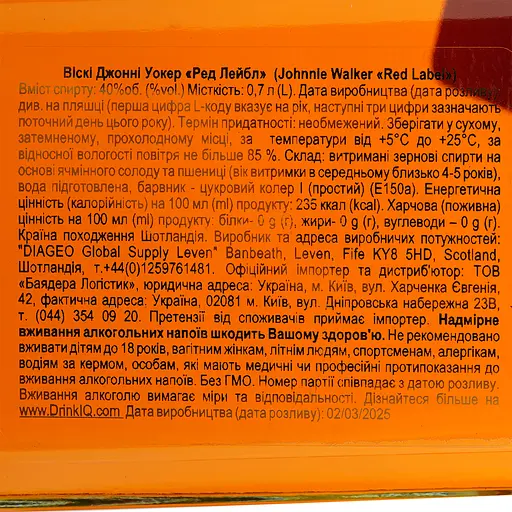 Віскі Джонні Уокер «Ред Лейбл» (Johnnie Walker «Red Label»)
Вміст спирту: 40%об. (%vol.) Місткість: 0,7 л (L). Дата виробництва (дата розливу):
див. на пляшці (перша цифра L-коду вказує на рік, наступні три цифри зазначають
поточний день цього року). Термін придатності: необмежений. Зберігати у сухому,
затемненому, прохолодному місці, за температури від +5°С до +25°С, за
відносної вологості повітря не більше 85 %. Склад: витримані зернові спирти на
основі ячмінного солоду та пшениці (вік витримки в середньому близько 4-5 років),
вода підготовлена, барвник - цукровий колер І (простий) (Е150а). Енергетична
цінність (калорійність) на 100 мл (ml) продукту: 235 ккал (kcal). Харчова (поживна)
цінність на 100 мл (ml) продукту: білки- 0 g (г), жири- 0 g (г), вуглеводи – 0 g (г).
Країна походження Шотландія. Виробник та адреса виробничих потужностей:
"DIAGEO Global Supply Leven" Banbeath, Leven, Fife KY8 5HD, Scotland,
Шотландія, т.+44(0)1259761481. Офіційний імпортер та дистриб'ютор: ТОВ
«Баядера Логістик», юридична адреса: Україна, м. Київ, вул. Харченка Євгенія,
42, фактична адреса: Україна, 02081 м. Київ, вул. Дніпровська набережна 23В,
т. (044) 354 09 20. Претензії від споживачів приймає імпортер. Надмірне
вживання алкогольних напоїв шкодить Вашому здоров'ю. Не рекомендовано
вживати дітям до 18 років, вагітним жінкам, літнім людям, спортсменам, алергікам,
водіям за кермом, особам, які мають медичні чи професійні протипоказання до
вживання алкогольних напоїв. Без ГМО. Номер партії співпадає з датою розливу.
Вживання алкоголю вимагає міри та відповідальності. Дізнайтеся більше на
www.DrinkIQ.com Дата виробництва (дата розливу): 02/03/2025